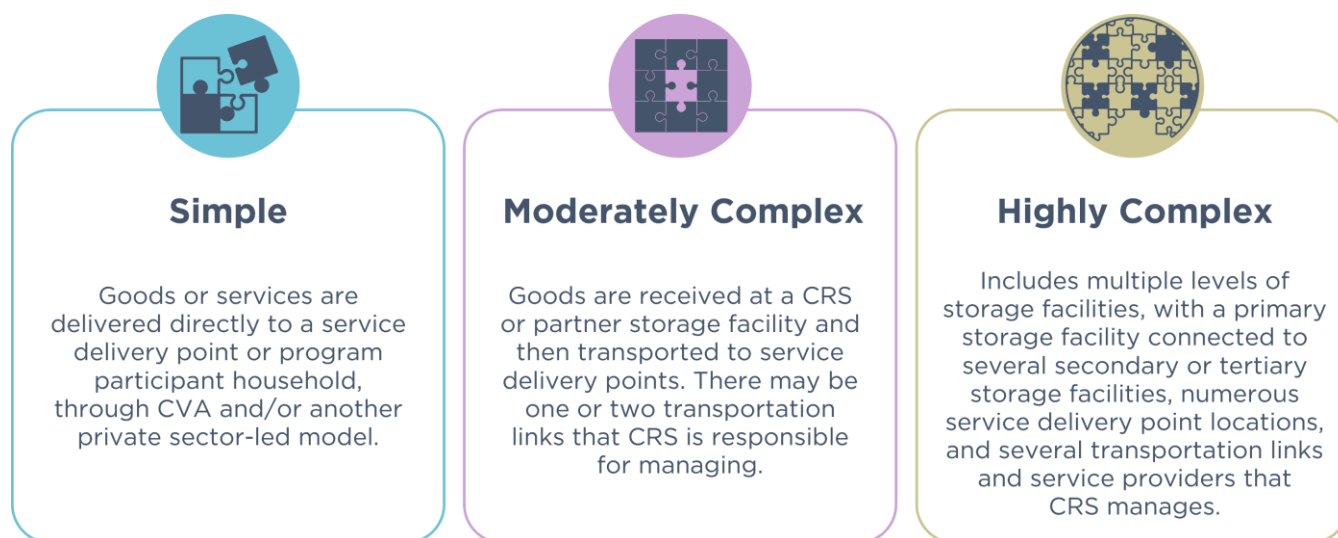 Simple
Goods or services are
delivered directly to a service
delivery point or program
participant household,
through CVA and/or another
private sector-led model.
Moderately Complex
Goods are received at a CRS
or partner storage facility and
then transported to service
delivery points. There may be
one or two transportation
links that CRS is responsible
for managing.
Highly Complex
Includes multiple levels of
storage facilities, with a primary
storage facility connected to
several secondary or tertiary
storage facilities, numerous
service delivery point locations,
and several transportation links
and service providers that
CRS manages.